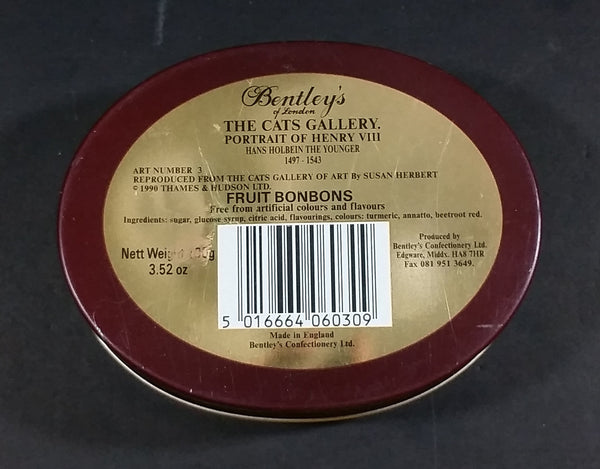 Bentley's
of London
THE CATS GALLERY.
PORTRAIT OF HENRY VIII
HANS HOLBEIN THE YOUNGER
1497 - 1543
ART NUMBER 3
REPRODUCED FROM THE CATS GALLERY OF ART By SUSAN HERBERT
© 1990 THAMES & HUDSON LTD.
FRUIT BONBONS
Free from artificial colours and flavours
Ingredients: sugar, glucose syrup, citric acid, flavourings, colours: turmeric, annatto, beetroot red.
Nett Weight 100g
3.52 oz
Produced by
Bentley's Confectionery Ltd.
Edgware, Middx. HA8 7HR
Fax 081 951 3649.
5 016664 060309
Made in England
Bentley's Confectionery Ltd.